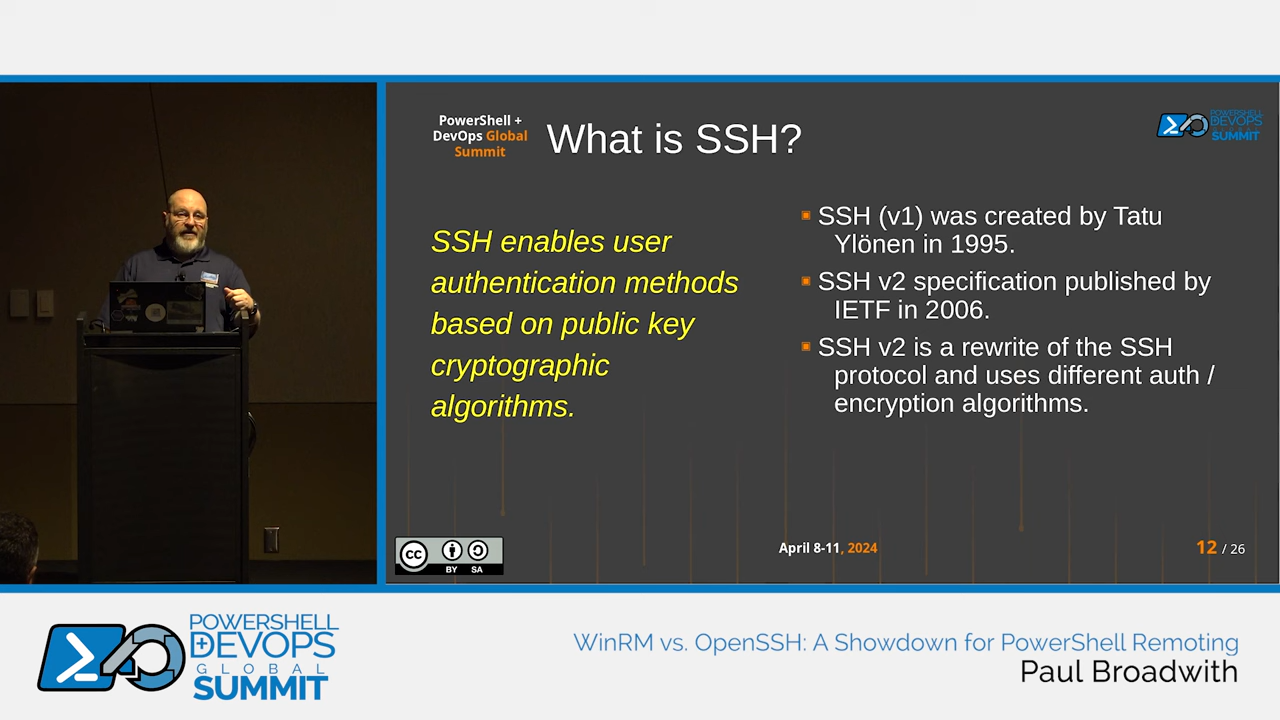 PowerShell +
DevOps Global
Summit
What is SSH?
POWERSHELL
DEVOPS
GLOBAL
SUMMIT
SSH enables user
authentication methods
based on public key
cryptographic
algorithms.
SSH (v1) was created by Tatu
Ylönen in 1995.
SSH v2 specification published by
IETF in 2006.
SSH v2 is a rewrite of the SSH
protocol and uses different auth /
encryption algorithms.
cc
BY SA
April 8-11, 2024
12 / 26
POWERSHELL
+DEVOPS
GLOBAL
SUMMIT
WinRM vs. OpenSSH: A Showdown for PowerShell Remoting
Paul Broadwith